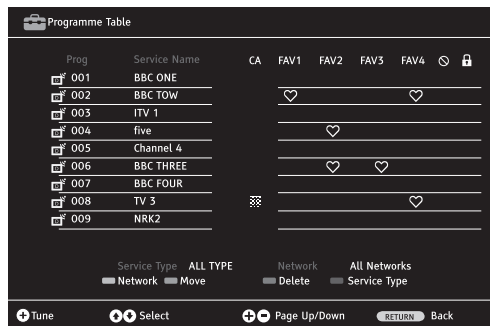 Programme Table
Prog Service Name CA FAV1 FAV2 FAV3 FAV4
001 BBC ONE
002 BBC TOW
003 ITV 1
004 five
005 Channel 4
006 BBC THREE
007 BBC FOUR
008 TV 3
009 NRK2
Service Type ALL TYPE Network All Networks
Network Move Delete Service Type
Tune Select Page Up/Down RETURN Back